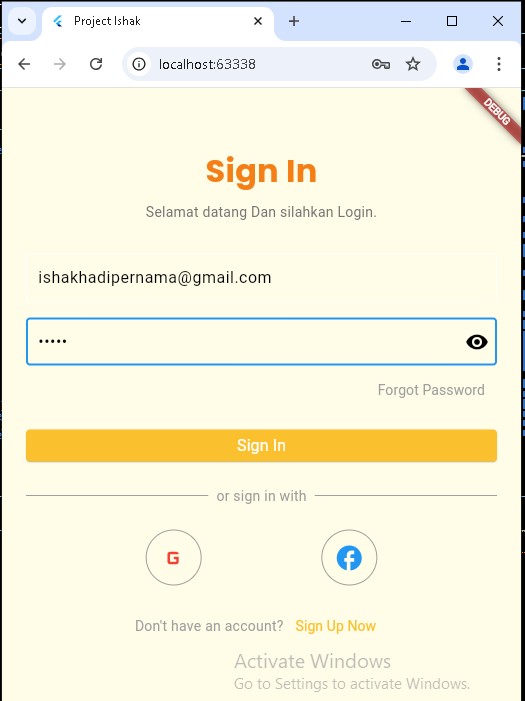 Project Ishak
localhost:63338
DEBUG
Sign In
Selamat datang Dan silahkan Login.
ishakhadipernama@gmail.com
•••••
Forgot Password
Sign In
or sign in with
G
Don't have an account? Sign Up Now
Activate Windows
Go to Settings to activate Windows.